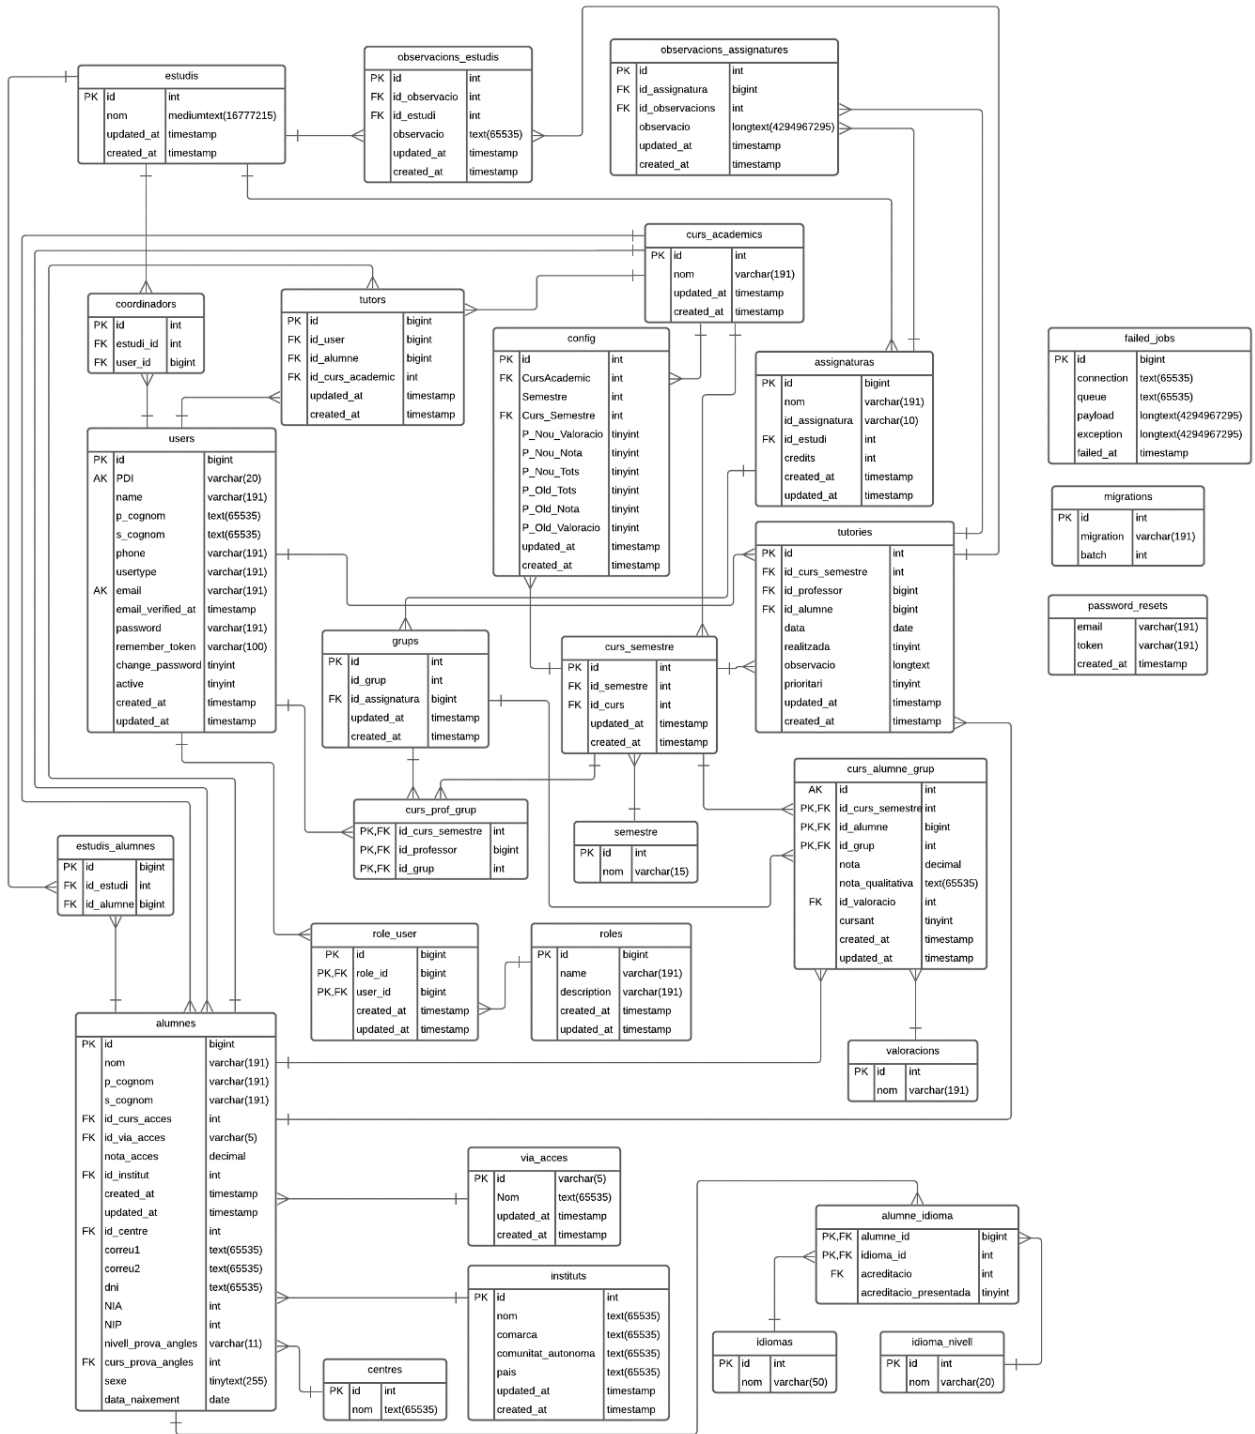 estudis
PK id int
nom mediumtext(16777215)
updated_at timestamp
created_at timestamp
observacions_estudis
PK id int
FK id_observacio int
FK id_estudi int
observacio text(65535)
updated_at timestamp
created_at timestamp
observacions_assignatures
PK id int
FK id_assignatura bigint
FK id_observacions int
observacio longtext(4294967295)
updated_at timestamp
created_at timestamp
curs_academics
PK id int
nom varchar(191)
updated_at timestamp
created_at timestamp
coordinadors
PK id int
FK estudi_id int
FK user_id bigint
tutors
PK id bigint
FK id_user bigint
FK id_alumne bigint
FK id_curs_academic int
updated_at timestamp
created_at timestamp
config
PK id int
FK CursAcademic int
Semestre int
FK Curs_Semestre int
P_Nou_Valoracio tinyint
P_Nou_Nota tinyint
P_Nou_Tots tinyint
P_Old_Tots tinyint
P_Old_Nota tinyint
P_Old_Valoracio tinyint
updated_at timestamp
created_at timestamp
assignaturas
PK id bigint
nom varchar(191)
id_assignatura varchar(10)
FK id_estudi int
credits int
created_at timestamp
updated_at timestamp
failed_jobs
PK id bigint
connection text(65535)
queue text(65535)
payload longtext(4294967295)
exception longtext(4294967295)
failed_at timestamp
users
PK id bigint
AK PDI varchar(20)
name varchar(191)
p_cognom text(65535)
s_cognom text(65535)
phone varchar(191)
usertype varchar(191)
AK email varchar(191)
email_verified_at timestamp
password varchar(191)
remember_token varchar(100)
change_password tinyint
active tinyint
created_at timestamp
updated_at timestamp
migrations
PK id int
migration varchar(191)
batch int
tutories
PK id int
FK id_curs_semestre int
FK id_professor bigint
FK id_alumne bigint
data date
realitzada tinyint
observacio longtext
prioritari tinyint
updated_at timestamp
created_at timestamp
password_resets
email varchar(191)
token varchar(191)
created_at timestamp
grups
PK id int
id_grup int
FK id_assignatura bigint
updated_at timestamp
created_at timestamp
curs_semestre
PK id int
FK id_semestre int
FK id_curs int
updated_at timestamp
created_at timestamp
curs_alumne_grup
AK id int
PK,FK id_curs_semestre int
PK,FK id_alumne bigint
PK,FK id_grup int
nota decimal
nota_qualitativa text(65535)
FK id_valoracio int
cursant tinyint
created_at timestamp
updated_at timestamp
curs_prof_grup
PK,FK id_curs_semestre int
PK,FK id_professor bigint
PK,FK id_grup int
semestre
PK id int
nom varchar(15)
estudis_alumnes
PK id bigint
FK id_estudi int
FK id_alumne bigint
role_user
PK id bigint
PK,FK role_id bigint
PK,FK user_id bigint
created_at timestamp
updated_at timestamp
roles
PK id bigint
name varchar(191)
description varchar(191)
created_at timestamp
updated_at timestamp
valoracions
PK id int
nom varchar(191)
alumnes
PK id bigint
nom varchar(191)
p_cognom varchar(191)
s_cognom varchar(191)
FK id_curs_acces int
FK id_via_acces varchar(5)
nota_acces decimal
FK id_institut int
created_at timestamp
updated_at timestamp
FK id_centre int
correu1 text(65535)
correu2 text(65535)
dni text(65535)
NIA int
NIP int
nivell_prova_angles varchar(11)
FK curs_prova_angles int
sexe tinytext(255)
data_naixement date
via_acces
PK id varchar(5)
Nom text(65535)
updated_at timestamp
created_at timestamp
instituts
PK id int
nom text(65535)
comarca text(65535)
comunitat_autonoma text(65535)
pais text(65535)
updated_at timestamp
created_at timestamp
centres
PK id int
nom text(65535)
alumne_idioma
PK,FK alumne_id bigint
PK,FK idioma_id int
FK acreditacio int
acreditacio_presentada tinyint
idiomas
PK id int
nom varchar(50)
idioma_nivell
PK id int
nom varchar(20)